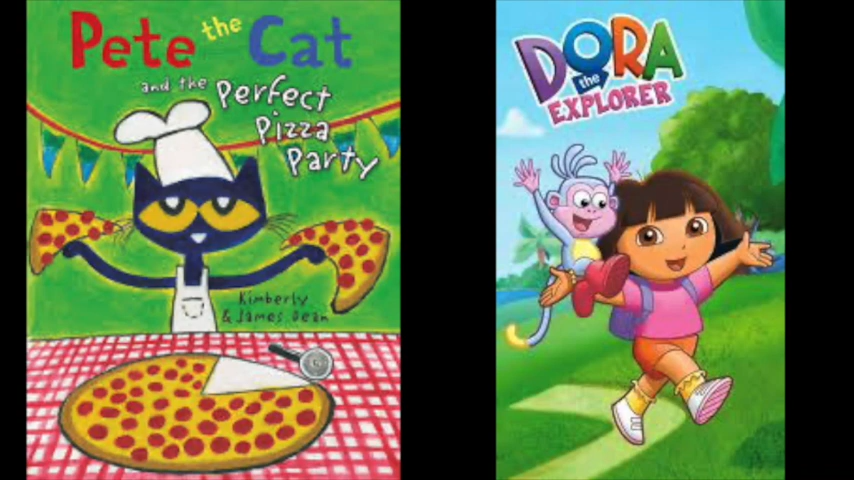 Pete the Cat
and the Perfect
Pizza
Party
Kimberly
& James Dean
DORA
the
EXPLORER